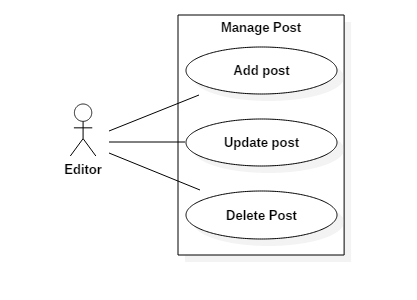 Manage Post
Add post
Update post
Editor
Delete Post